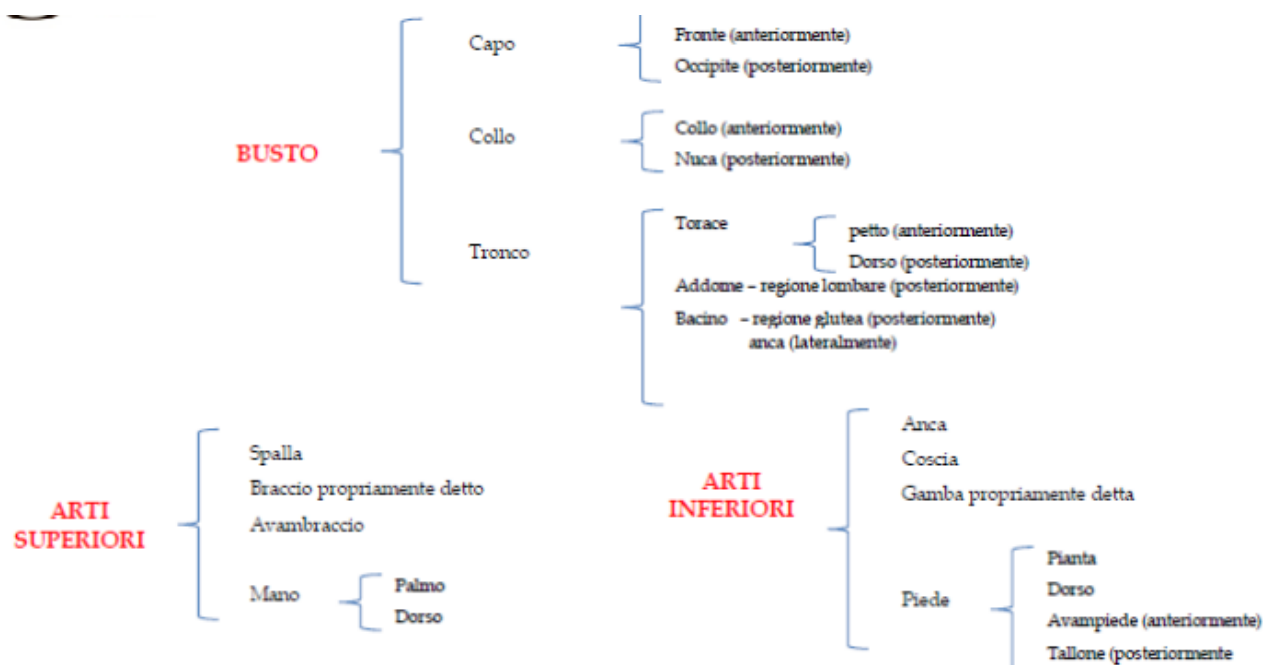 Capo
Fronte (anteriormente)
Occipite (posteriormente)
BUSTO
Collo
Collo (anteriormente)
Nuca (posteriormente)
Tronco
Torace
petto (anteriormente)
Dorso (posteriormente)
Addome – regione lombare (posteriormente)
Bacino – regione glutea (posteriormente)
anca (lateralmente)
ARTI
SUPERIORI
Spalla
Braccio propriamente detto
Avambraccio
Mano
Palmo
Dorso
ARTI
INFERIORI
Anca
Coscia
Gamba propriamente detta
Piede
Pianta
Dorso
Avampiede (anteriormente)
Tallone (posteriormente